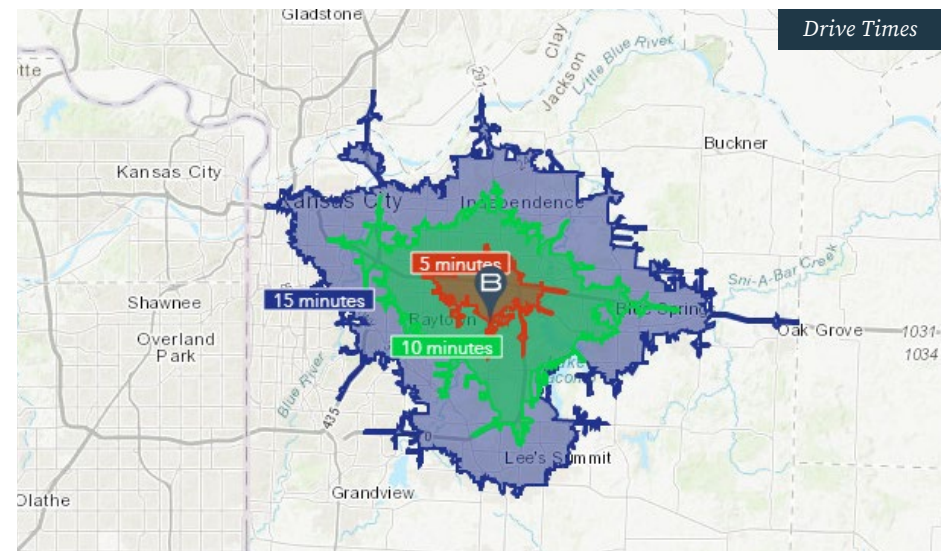 Gladstone
Drive Times
Clay
Jackson
Little Blue River
291
otte
Buckner
Kansas City
Kansas City
Independence
5 minutes
B
15 minutes
Sni-A-Bar Creek
Shawnee
Raytown
Blue Spring
Oak Grove
1031
1034
Overland
Park
10 minutes
Blue River
435
Lee's Summit
Grandview
Olathe